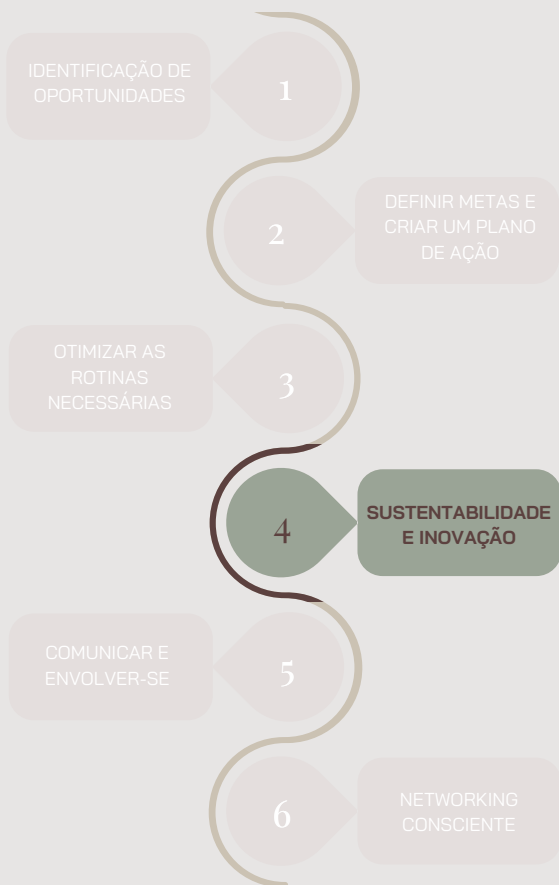 IDENTIFICAÇÃO DE
OPORTUNIDADES
1
2
DEFINIR METAS E
CRIAR UM PLANO
DE AÇÃO
OTIMIZAR AS
ROTINAS
NECESSÁRIAS
3
4
SUSTENTABILIDADE
E INOVAÇÃO
COMUNICAR E
ENVOLVER-SE
5
6
NETWORKING
CONSCIENTE